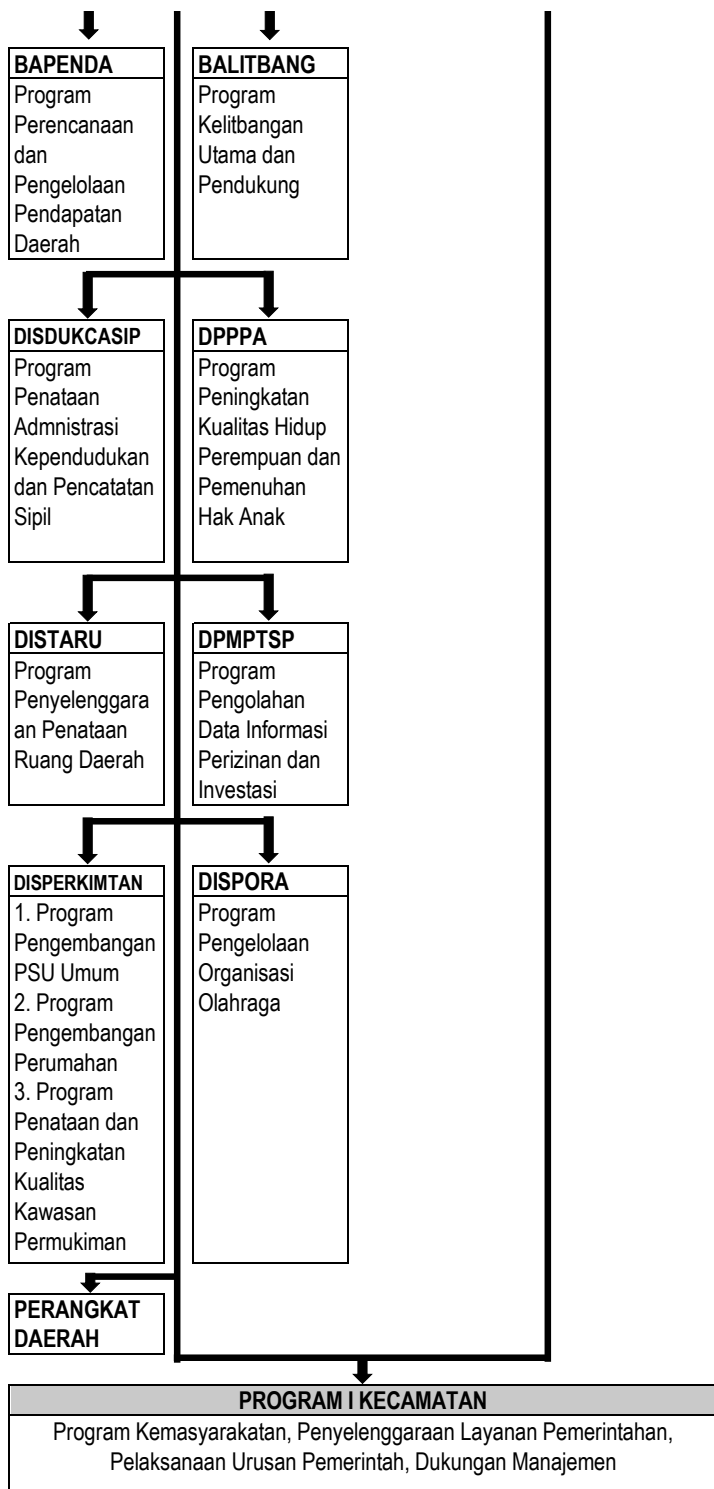 BAPENDA
Program
Perencanaan
dan
Pengelolaan
Pendapatan
Daerah
BALITBANG
Program
Kelitbangan
Utama dan
Pendukung
DISDUKCASIP
Program
Penataan
Admnistrasi
Kependudukan
dan Pencatatan
Sipil
DPPPA
Program
Peningkatan
Kualitas Hidup
Perempuan dan
Pemenuhan
Hak Anak
DISTARU
Program
Penyelenggara
an Penataan
Ruang Daerah
DPMPTSP
Program
Pengolahan
Data Informasi
Perizinan dan
Investasi
DISPERKIMTAN
1. Program
Pengembangan
PSU Umum
2. Program
Pengembangan
Perumahan
3. Program
Penataan dan
Peningkatan
Kualitas
Kawasan
Permukiman
DISPORA
Program
Pengelolaan
Organisasi
Olahraga
PERANGKAT
DAERAH
PROGRAM I KECAMATAN
Program Kemasyarakatan, Penyelenggaraan Layanan Pemerintahan,
Pelaksanaan Urusan Pemerintah, Dukungan Manajemen